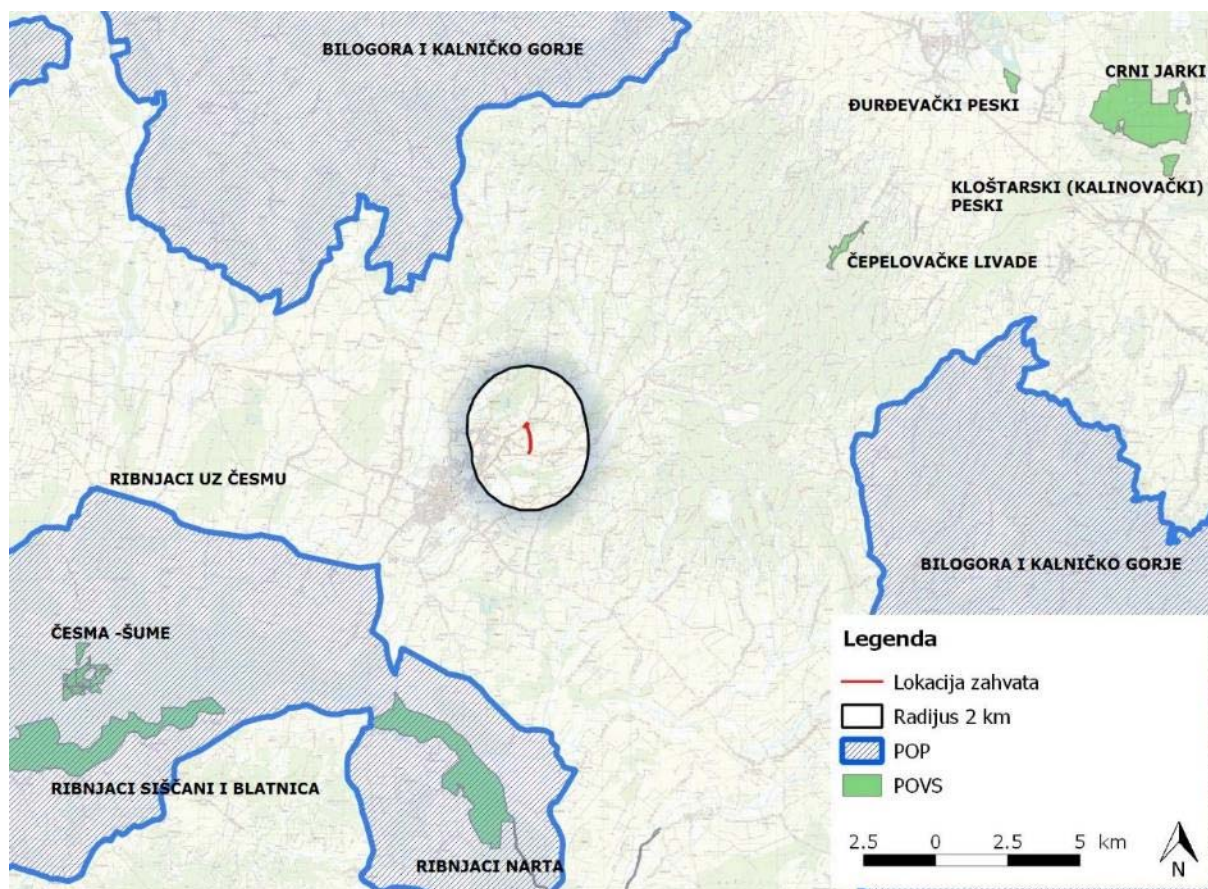 BILOGORA I KALNIČKO GORJE
CRNI JARKI
ĐURĐEVAČKI PESKI
KLOŠTARSKI (KALINOVAČKI)
PESKI
ČEPELOVAČKE LIVADE
RIBNJACI UZ ČESMU
BILOGORA I KALNIČKO GORJE
ČESMA -ŠUME
RIBNJACI SIŠČANI I BLATNICA
RIBNJACI NARTA
Legenda
Lokacija zahvata
Radijus 2 km
POP
POVS
2.5 0 2.5 5 km
N